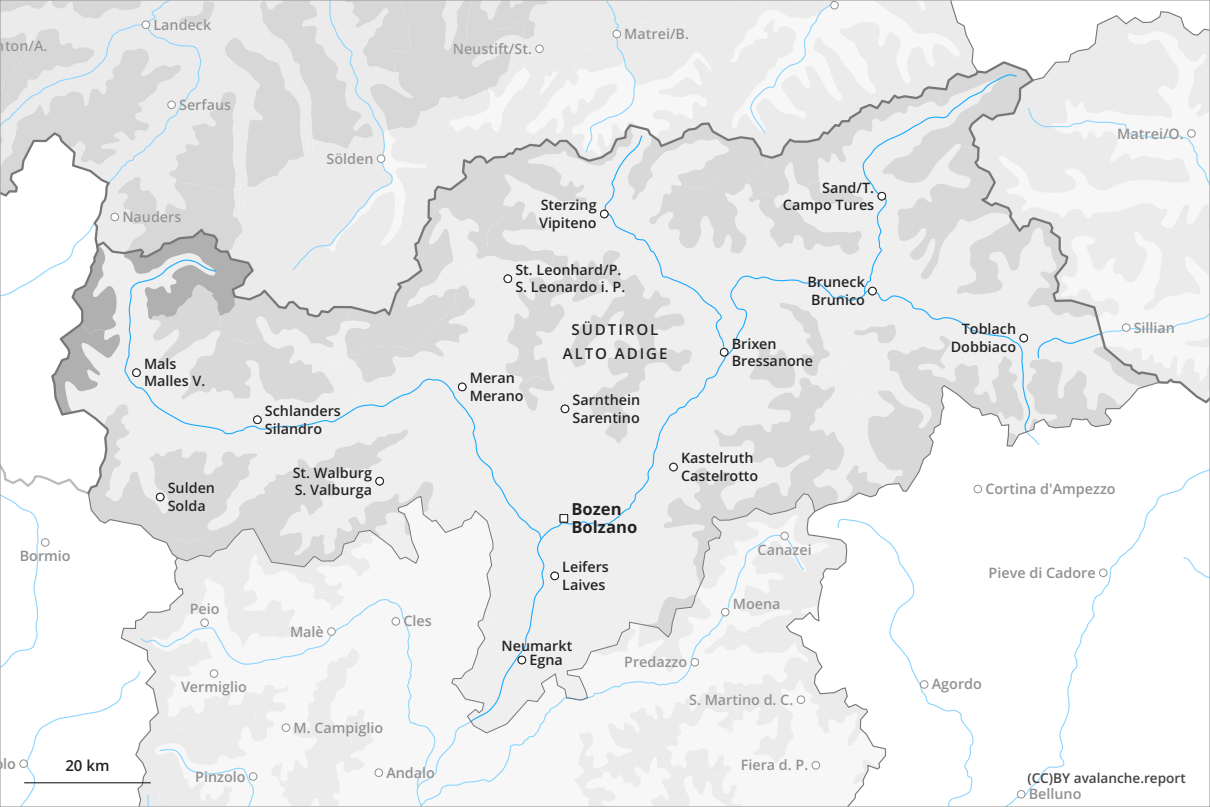 Landeck
Matrei/B.
Neustift/St.
nton/A.
Serfaus
Matrei/O.
Sölden
Sand/T.
Campo Tures
Nauders
Sterzing
Vipiteno
St. Leonhard/P.
S. Leonardo i. P.
Bruneck
Brunico
SÜDTIROL
ALTO ADIGE
Toblach
Dobbiaco
Sillian
Brixen
Bressanone
Mals
Malles V.
Meran
Merano
Sarnthein
Sarentino
Schlanders
Silandro
Kastelruth
Castelrotto
St. Walburg
S. Valburga
Sulden
Solda
Cortina d'Ampezzo
Bozen
Bolzano
Bormio
Canazei
Leifers
Laives
Pieve di Cadore
Peio
Moena
Malè
Cles
Neumarkt
Egna
Predazzo
Vermiglio
Agordo
S. Martino d. C.
M. Campiglio
20 km
Fiera d. P.
Pinzolo
Andalo
(CC)BY avalanche.report
Belluno